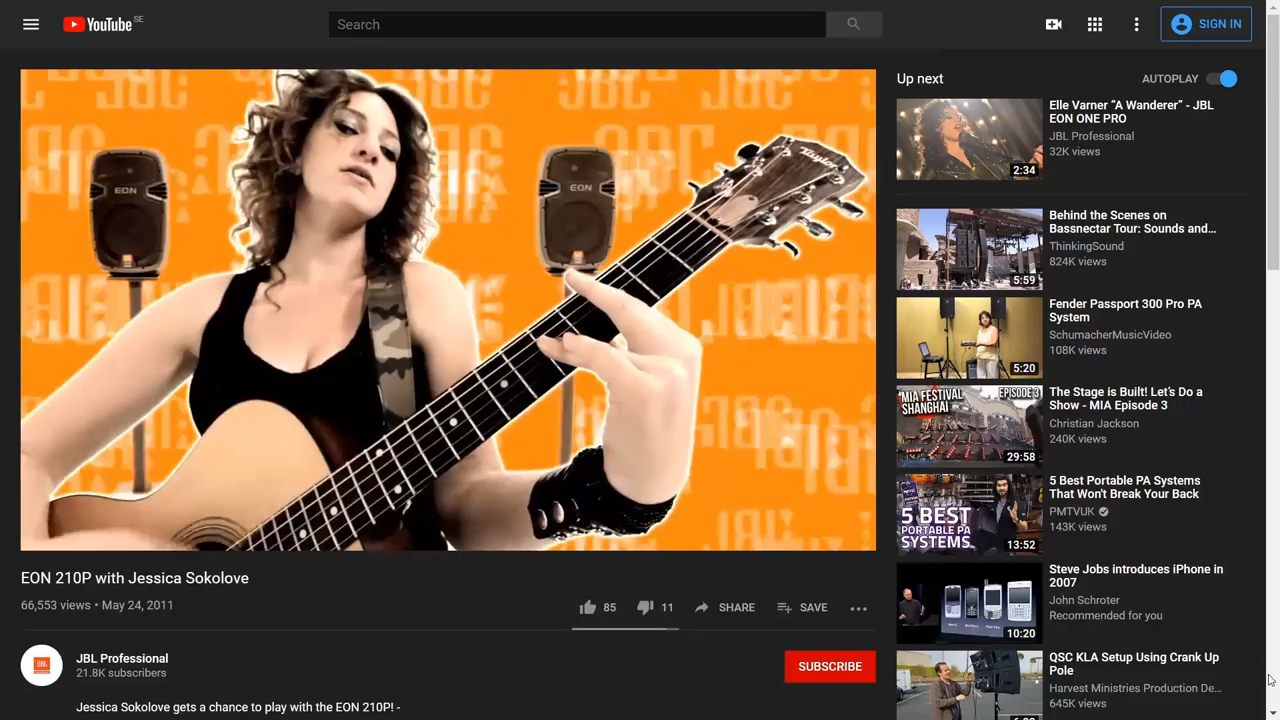 YouTube SE
Search
SIGN IN
EON
EON
Taylor
EON 210P with Jessica Sokolove
66,553 views • May 24, 2011
85
11
SHARE
SAVE
JBL
JBL Professional
21.8K subscribers
SUBSCRIBE
Jessica Sokolove gets a chance to play with the EON 210P! -
Up next
AUTOPLAY
2:34
Elle Varner “A Wanderer” - JBL
EON ONE PRO
JBL Professional
32K views
5:59
Behind the Scenes on
Bassnectar Tour: Sounds and...
ThinkingSound
824K views
5:20
Fender Passport 300 Pro PA
System
SchumacherMusicVideo
108K views
MIA FESTIVAL
SHANGHAI
EPISODE 3
29:58
The Stage is Built! Let’s Do a
Show - MIA Episode 3
Christian Jackson
240K views
5 BEST
PORTABLE PA
SYSTEMS
13:52
5 Best Portable PA Systems
That Won't Break Your Back
PMTVUK
143K views
10:20
Steve Jobs introduces iPhone in
2007
John Schroter
Recommended for you
QSC KLA Setup Using Crank Up
Pole
Harvest Ministries Production De...
645K views